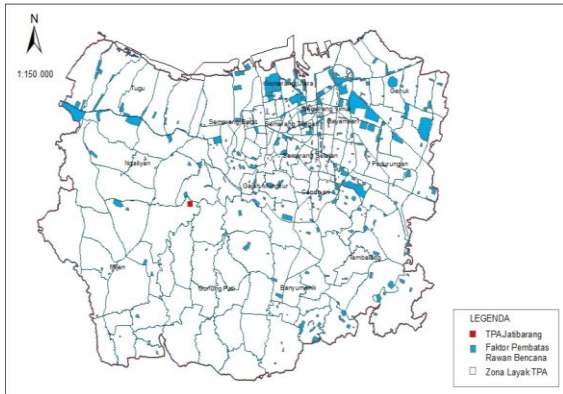 N
1:150.000
Tugu
Semarang Utara
Genuk
Semarang Timur
Semarang Barat
Semarang Tengah
Gayamsari
Ngaliyan
Semarang Selatan
Pedurungan
Gajah Mungkur
Candisari
Mijen
Tembalang
Gunung Pati
Banyumanik
LEGENDA
TPA Jatibarang
Faktor Pembatas
Rawan Bencana
Zona Layak TPA